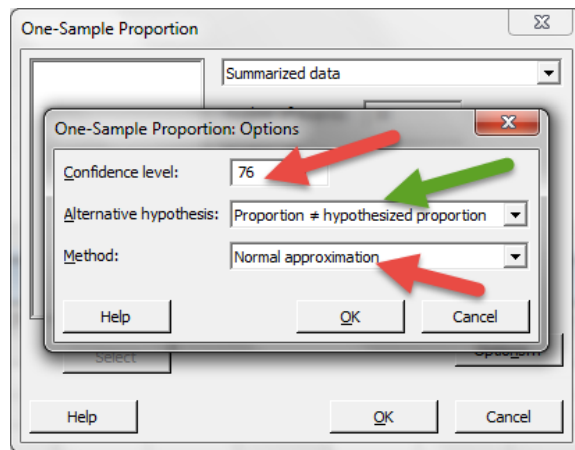 One-Sample Proportion
Summarized data
One-Sample Proportion: Options
Confidence level: 76
Alternative hypothesis: Proportion ≠ hypothesized proportion
Method: Normal approximation
Help OK Cancel
Select
Help OK Cancel